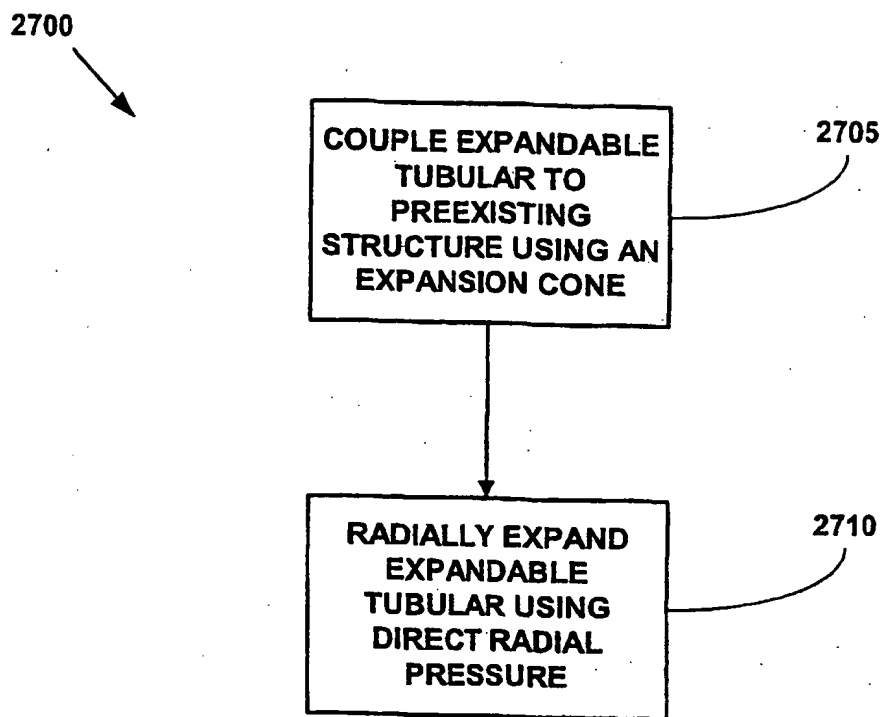 2700
COUPLE EXPANDABLE
TUBULAR TO
PREEXISTING
STRUCTURE USING AN
EXPANSION CONE
2705
RADIALLY EXPAND
EXPANDABLE
TUBULAR USING
DIRECT RADIAL
PRESSURE
2710